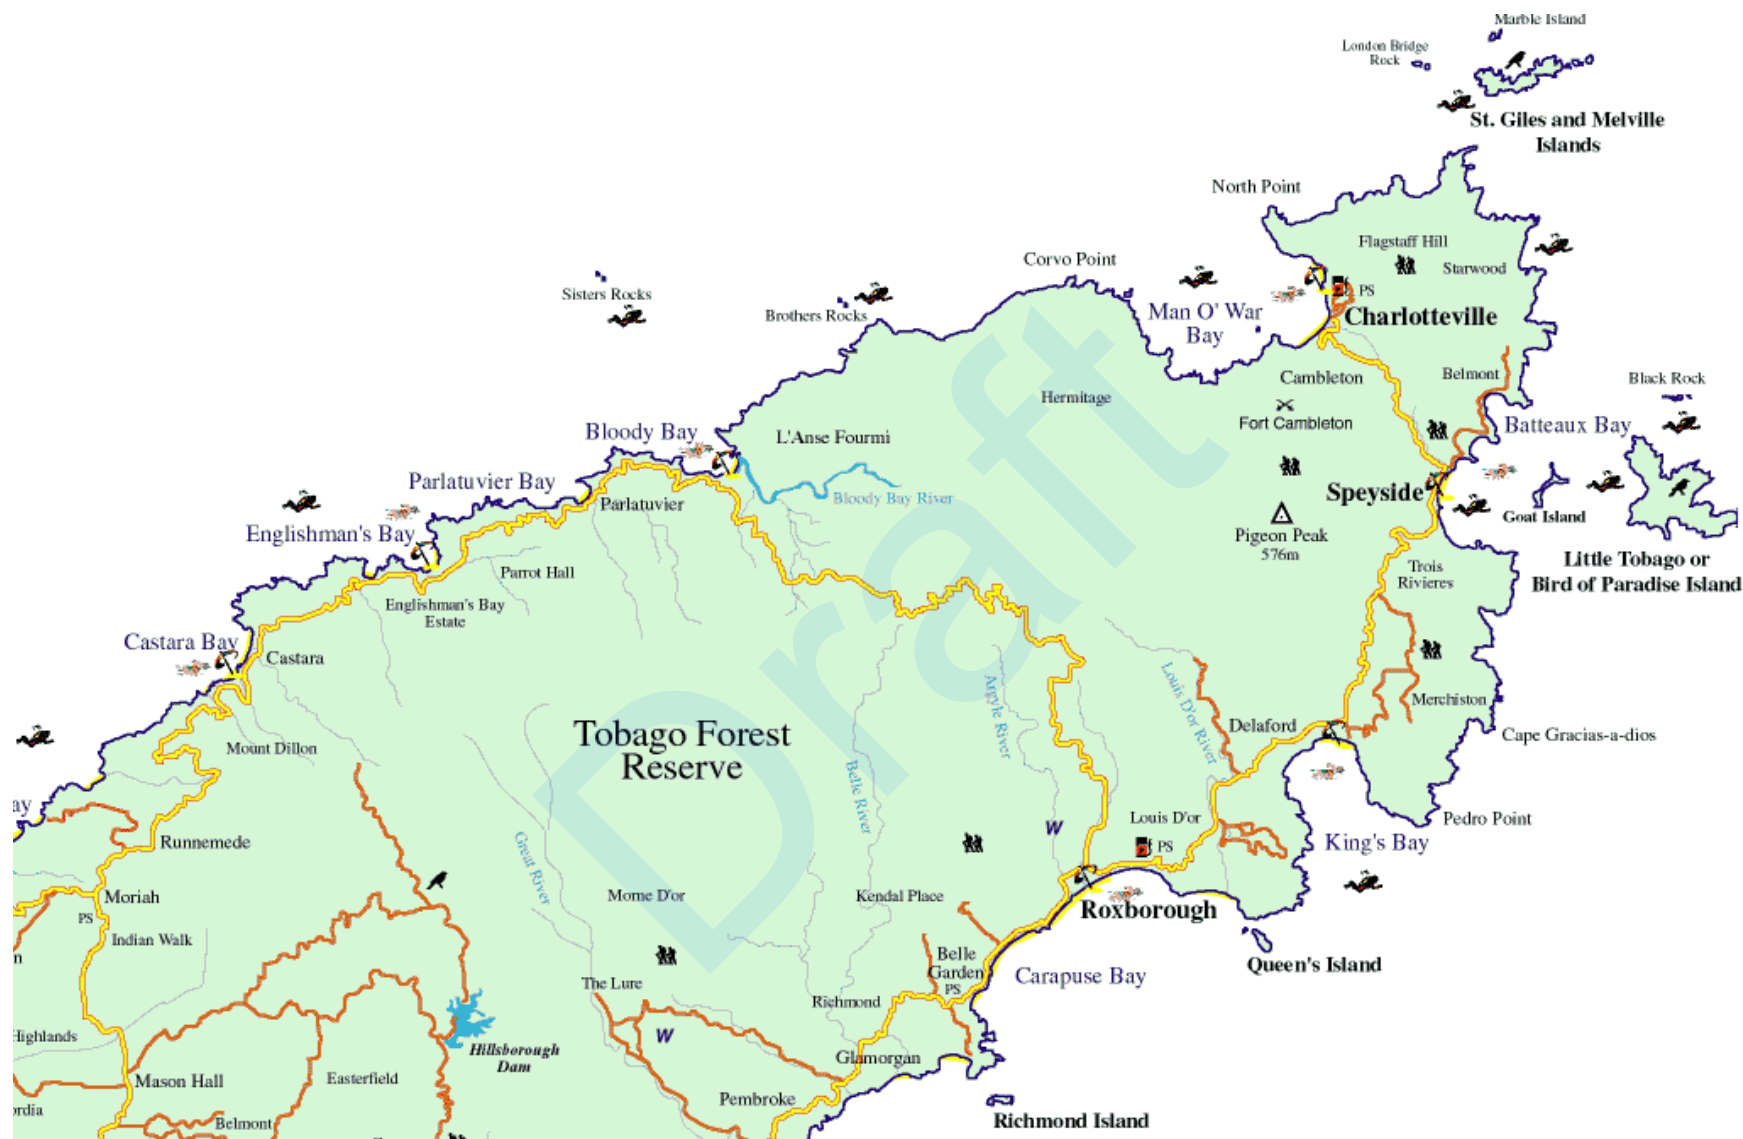 Marble Island
London Bridge
Rock
St. Giles and Melville
Islands
North Point
Flagstaff Hill
Starwood
Corvo Point
Sisters Rocks
Brothers Rocks
Man O' War
Bay
PS
Charlotteville
Cambleton
Belmont
Black Rock
Hermitage
Fort Cambleton
Batteaux Bay
Bloody Bay
L'Anse Fourmi
Parlatuvier Bay
Bloody Bay River
Speyside
Parlatuvier
Goat Island
Englishman's Bay
Pigeon Peak
576m
Little Tobago or
Bird of Paradise Island
Trois
Rivieres
Parrot Hall
Englishman's Bay
Estate
Draft
Castara Bay
Castara
Argyle River
Louis D'or River
Merchiston
Delaford
Cape Gracias-a-dios
Tobago Forest
Reserve
Mount Dillon
Belle River
ay
Louis D'or
PS
W
Pedro Point
King's Bay
Runnemede
Great River
Moriah
PS
Morne D'or
Kendal Place
Roxborough
Indian Walk
n
Belle
Garden
PS
Carapuse Bay
Queen's Island
The Lure
Richmond
Highlands
W
Hillsborough
Dam
Glamorgan
Mason Hall
Easterfield
Pembroke
ordia
Belmont
Richmond Island